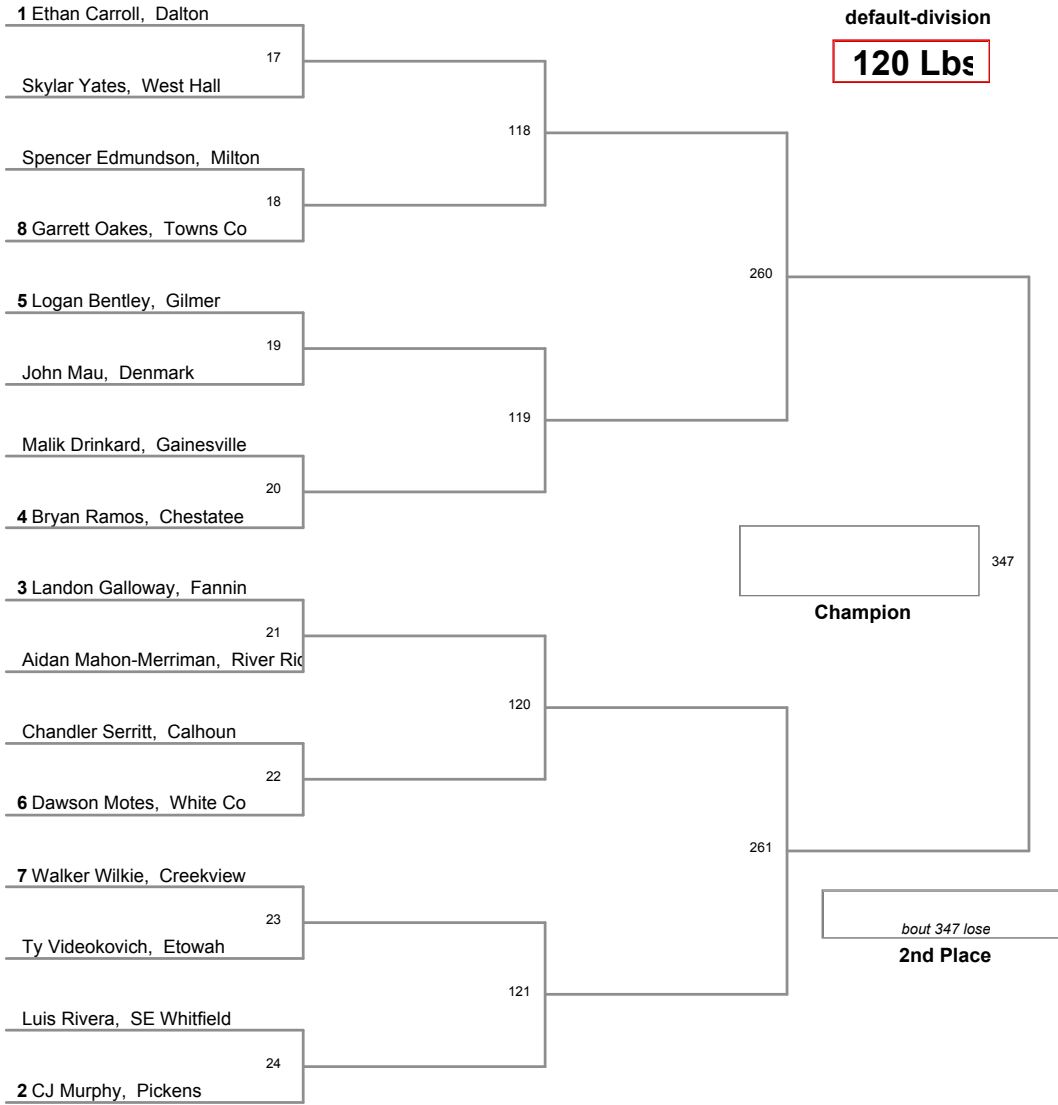 1 Ethan Carroll, Dalton
default-division
120 Lbs
17
Skylar Yates, West Hall
118
Spencer Edmundson, Milton
18
8 Garrett Oakes, Towns Co
260
5 Logan Bentley, Gilmer
19
John Mau, Denmark
119
Malik Drinkard, Gainesville
20
4 Bryan Ramos, Chestatee
347
3 Landon Galloway, Fannin
Champion
21
Aidan Mahon-Merriman, River Ric
120
Chandler Serritt, Calhoun
22
6 Dawson Motes, White Co
261
7 Walker Wilkie, Creekview
23
bout 347 lose
Ty Videokovich, Etowah
2nd Place
121
Luis Rivera, SE Whitfield
24
2 CJ Murphy, Pickens